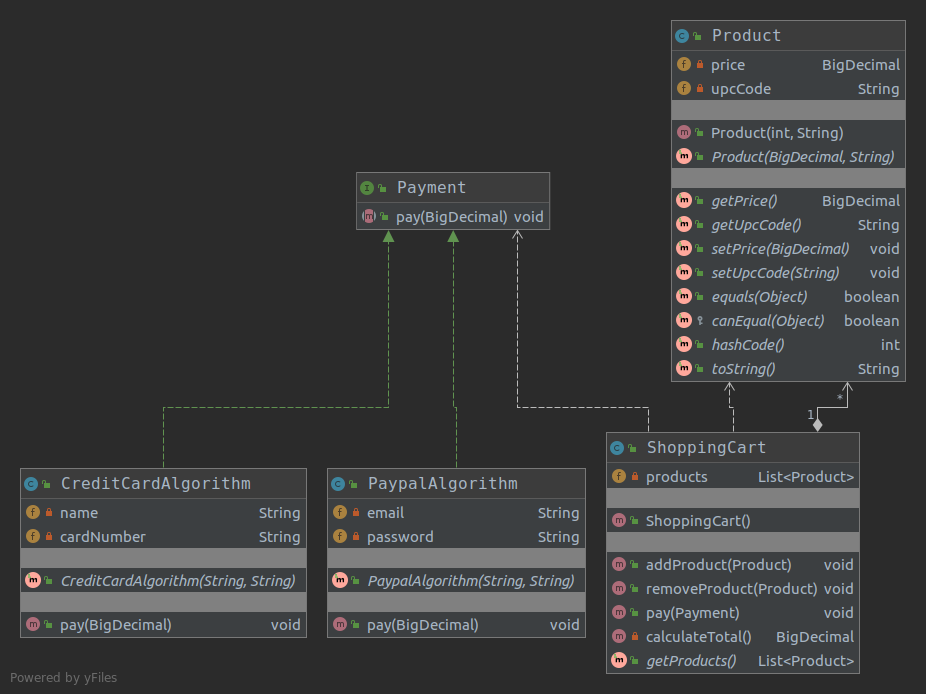 Product
price BigDecimal
upcCode String
Product(int, String)
Product(BigDecimal, String)
getPrice() BigDecimal
getUpcCode() String
setPrice(BigDecimal) void
setUpcCode(String) void
equals(Object) boolean
canEqual(Object) boolean
hashCode() int
toString() String
Payment
pay(BigDecimal) void
*
1
CreditCardAlgorithm
name String
cardNumber String
CreditCardAlgorithm(String, String)
pay(BigDecimal) void
PaypalAlgorithm
email String
password String
PaypalAlgorithm(String, String)
pay(BigDecimal) void
ShoppingCart
products List<Product>
ShoppingCart()
addProduct(Product) void
removeProduct(Product) void
pay(Payment) void
calculateTotal() BigDecimal
getProducts() List<Product>
Powered by yFiles